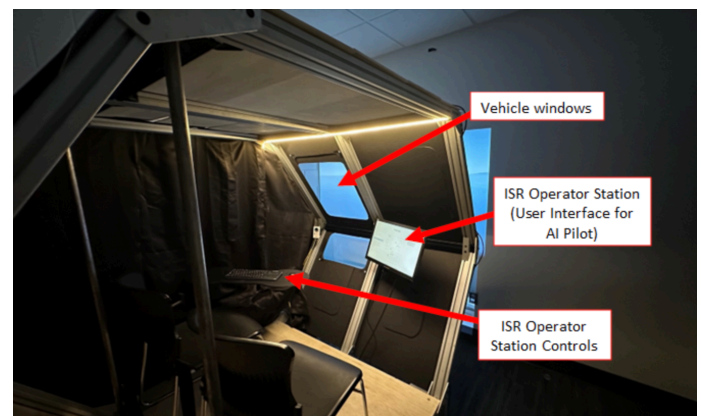 Vehicle windows
ISR Operator Station
(User Interface for
AI Pilot)
ISR Operator
Station Controls